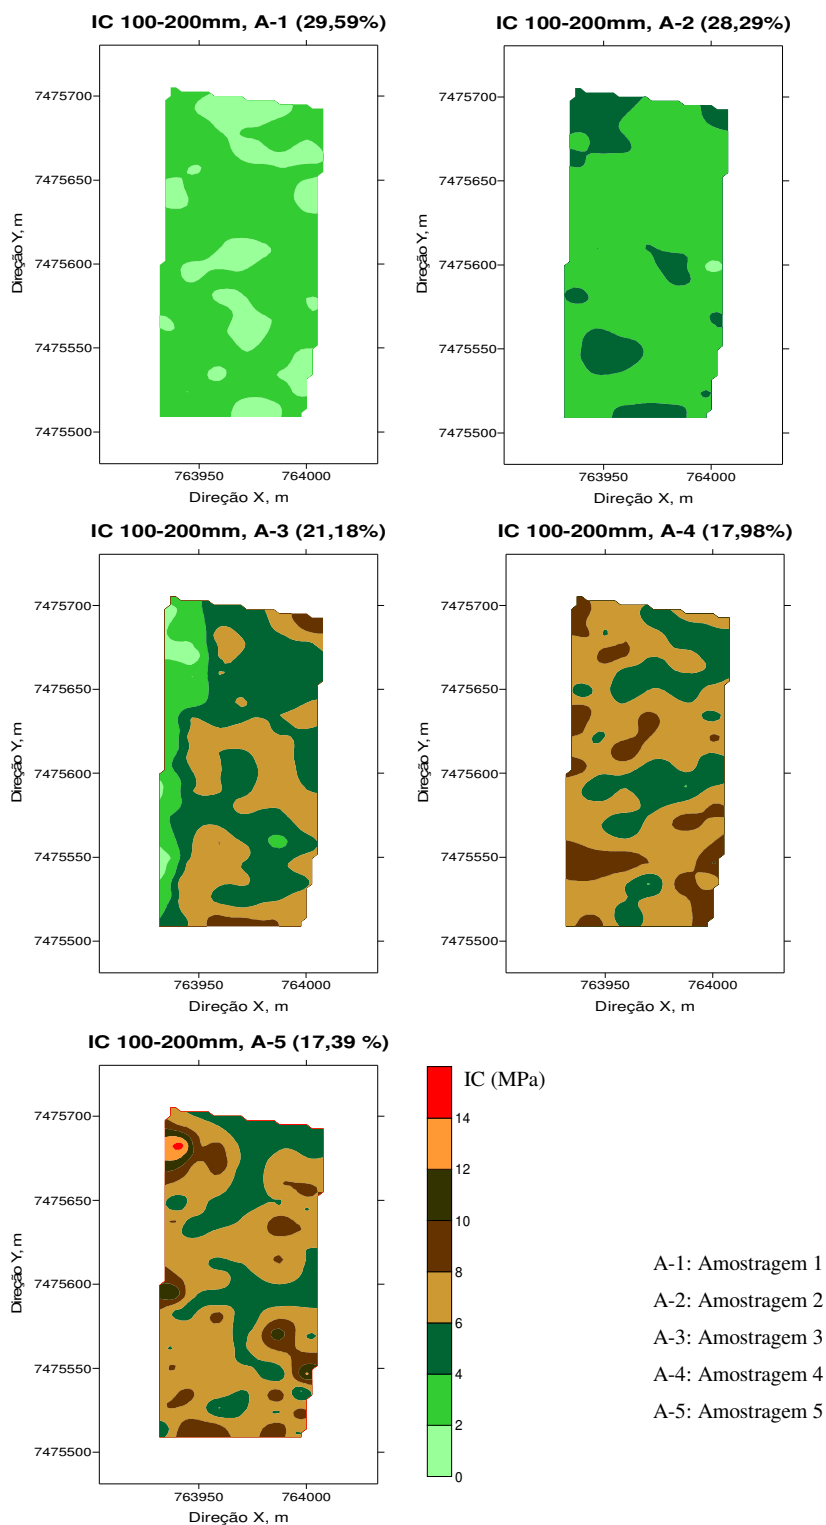 IC 100-200mm, A-1 (29,59%)
7475700
7475650
7475600
7475550
7475500
Direção Y, m
763950 764000
Direção X, m
IC 100-200mm, A-2 (28,29%)
7475700
7475650
7475600
7475550
7475500
Direção Y, m
763950 764000
Direção X, m
IC 100-200mm, A-3 (21,18%)
7475700
7475650
7475600
7475550
7475500
Direção Y, m
763950 764000
Direção X, m
IC 100-200mm, A-4 (17,98%)
7475700
7475650
7475600
7475550
7475500
Direção Y, m
763950 764000
Direção X, m
IC 100-200mm, A-5 (17,39 %)
7475700
7475650
7475600
7475550
7475500
Direção Y, m
763950 764000
Direção X, m
IC (MPa)
14
12
10
8
6
4
2
0
A-1: Amostragem 1
A-2: Amostragem 2
A-3: Amostragem 3
A-4: Amostragem 4
A-5: Amostragem 5